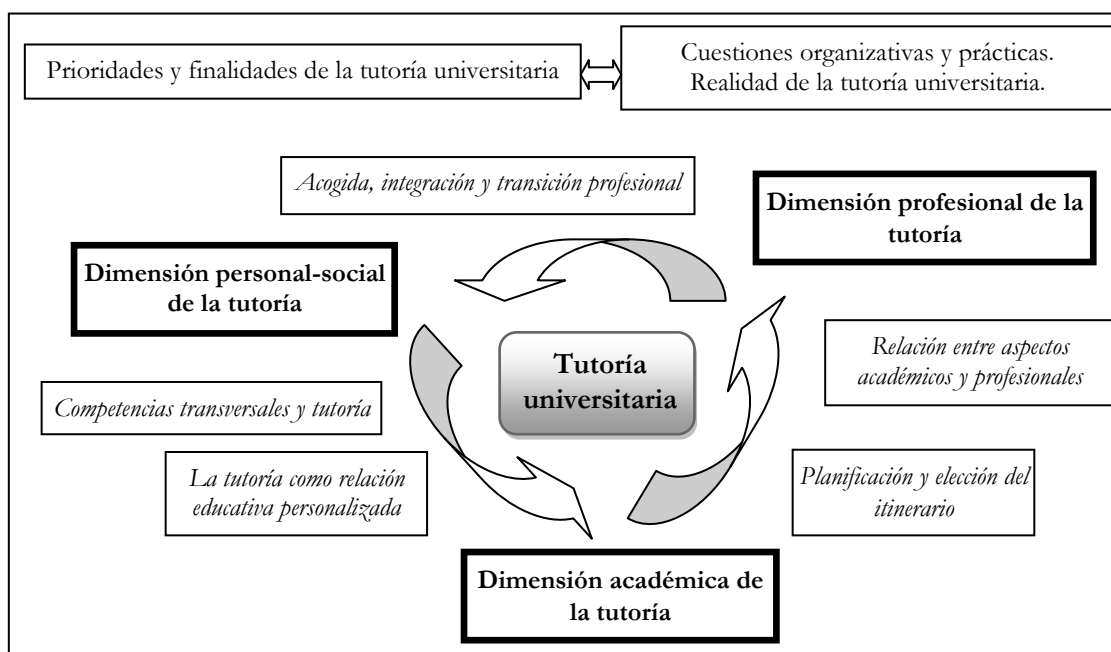 Prioridades y finalidades de la tutoría universitaria
Cuestiones organizativas y prácticas.
Realidad de la tutoría universitaria.
Acogida, integración y transición profesional
Dimensión profesional de la
tutoría
Dimensión personal-social
de la tutoría
Tutoría
universitaria
Relación entre aspectos
académicos y profesionales
Competencias transversales y tutoría
La tutoría como relación
educativa personalizada
Planificación y elección del
itinerario
Dimensión académica de
la tutoría